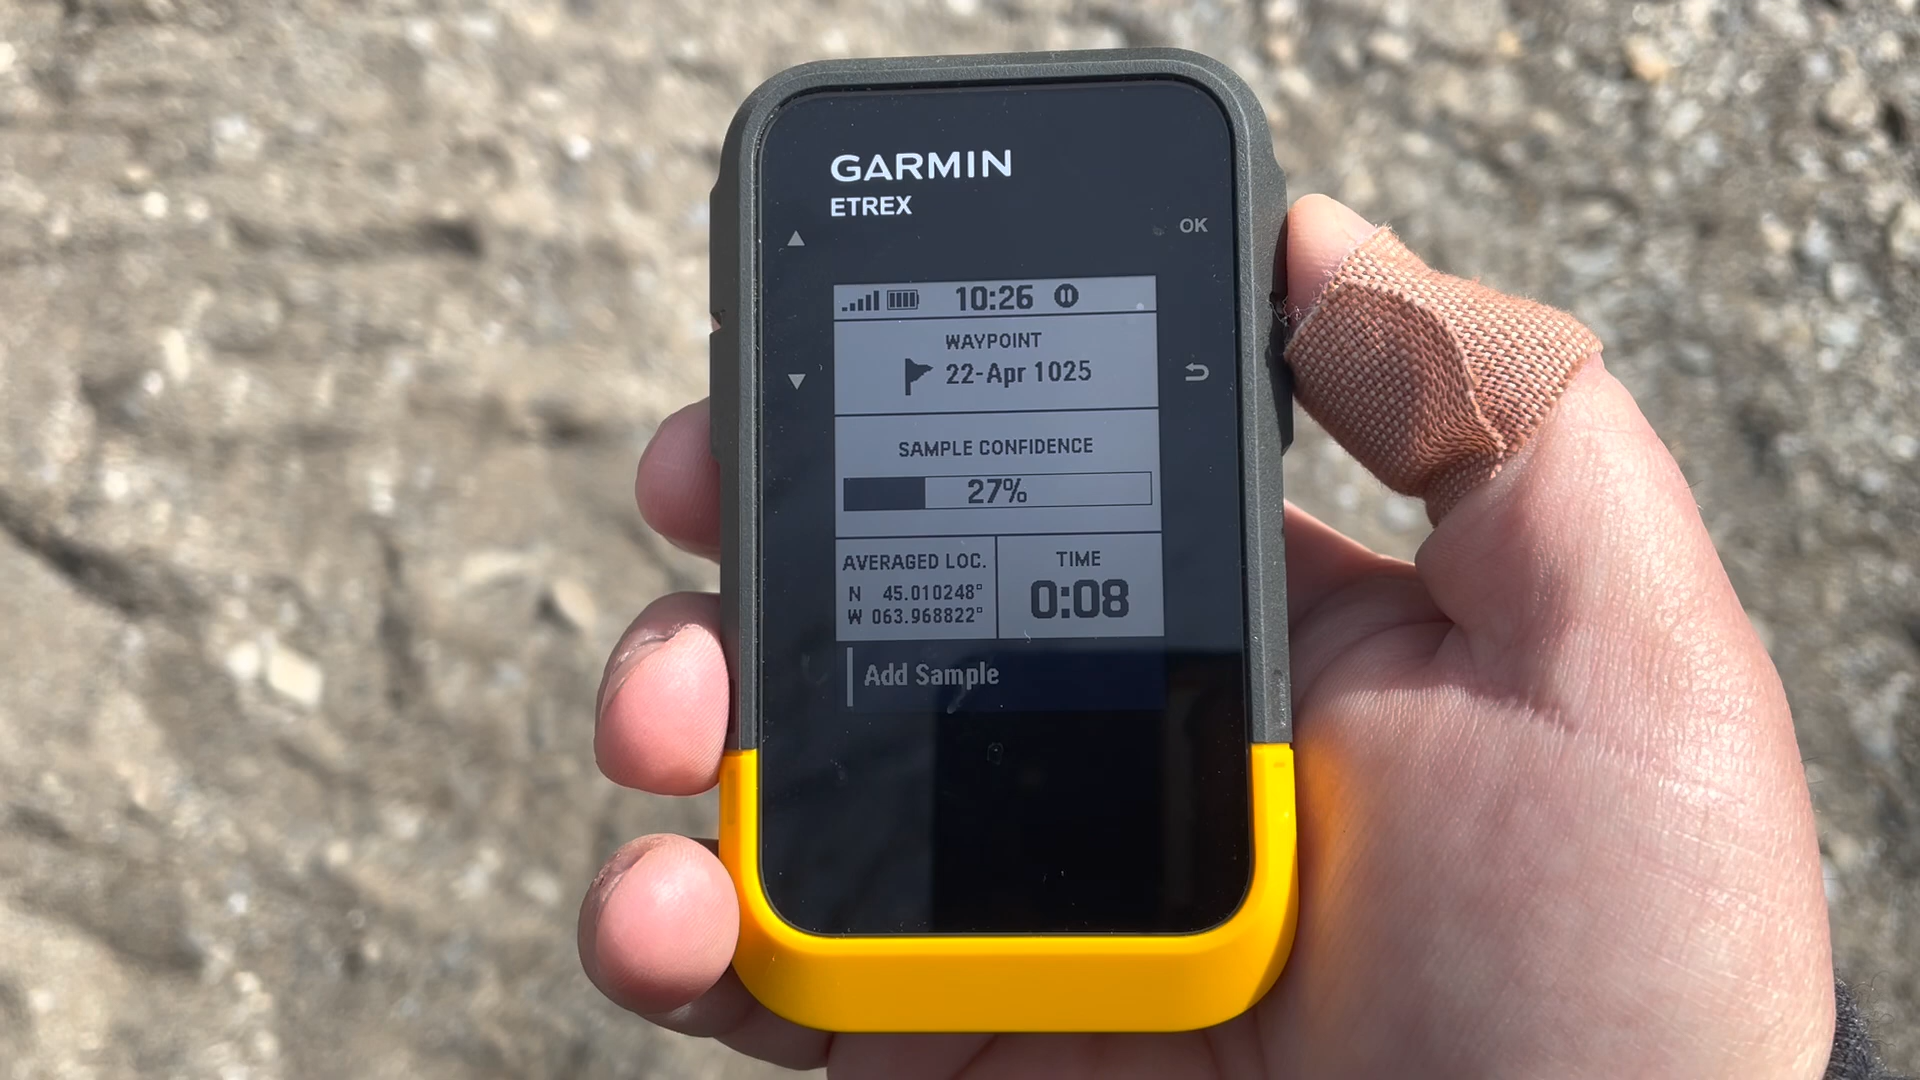 GARMIN
ETREX
OK
10:26
WAYPOINT
22-Apr 1025
SAMPLE CONFIDENCE
27%
AVERAGED LOC.
N 45.010248°
W 063.968822°
TIME
0:08
Add Sample